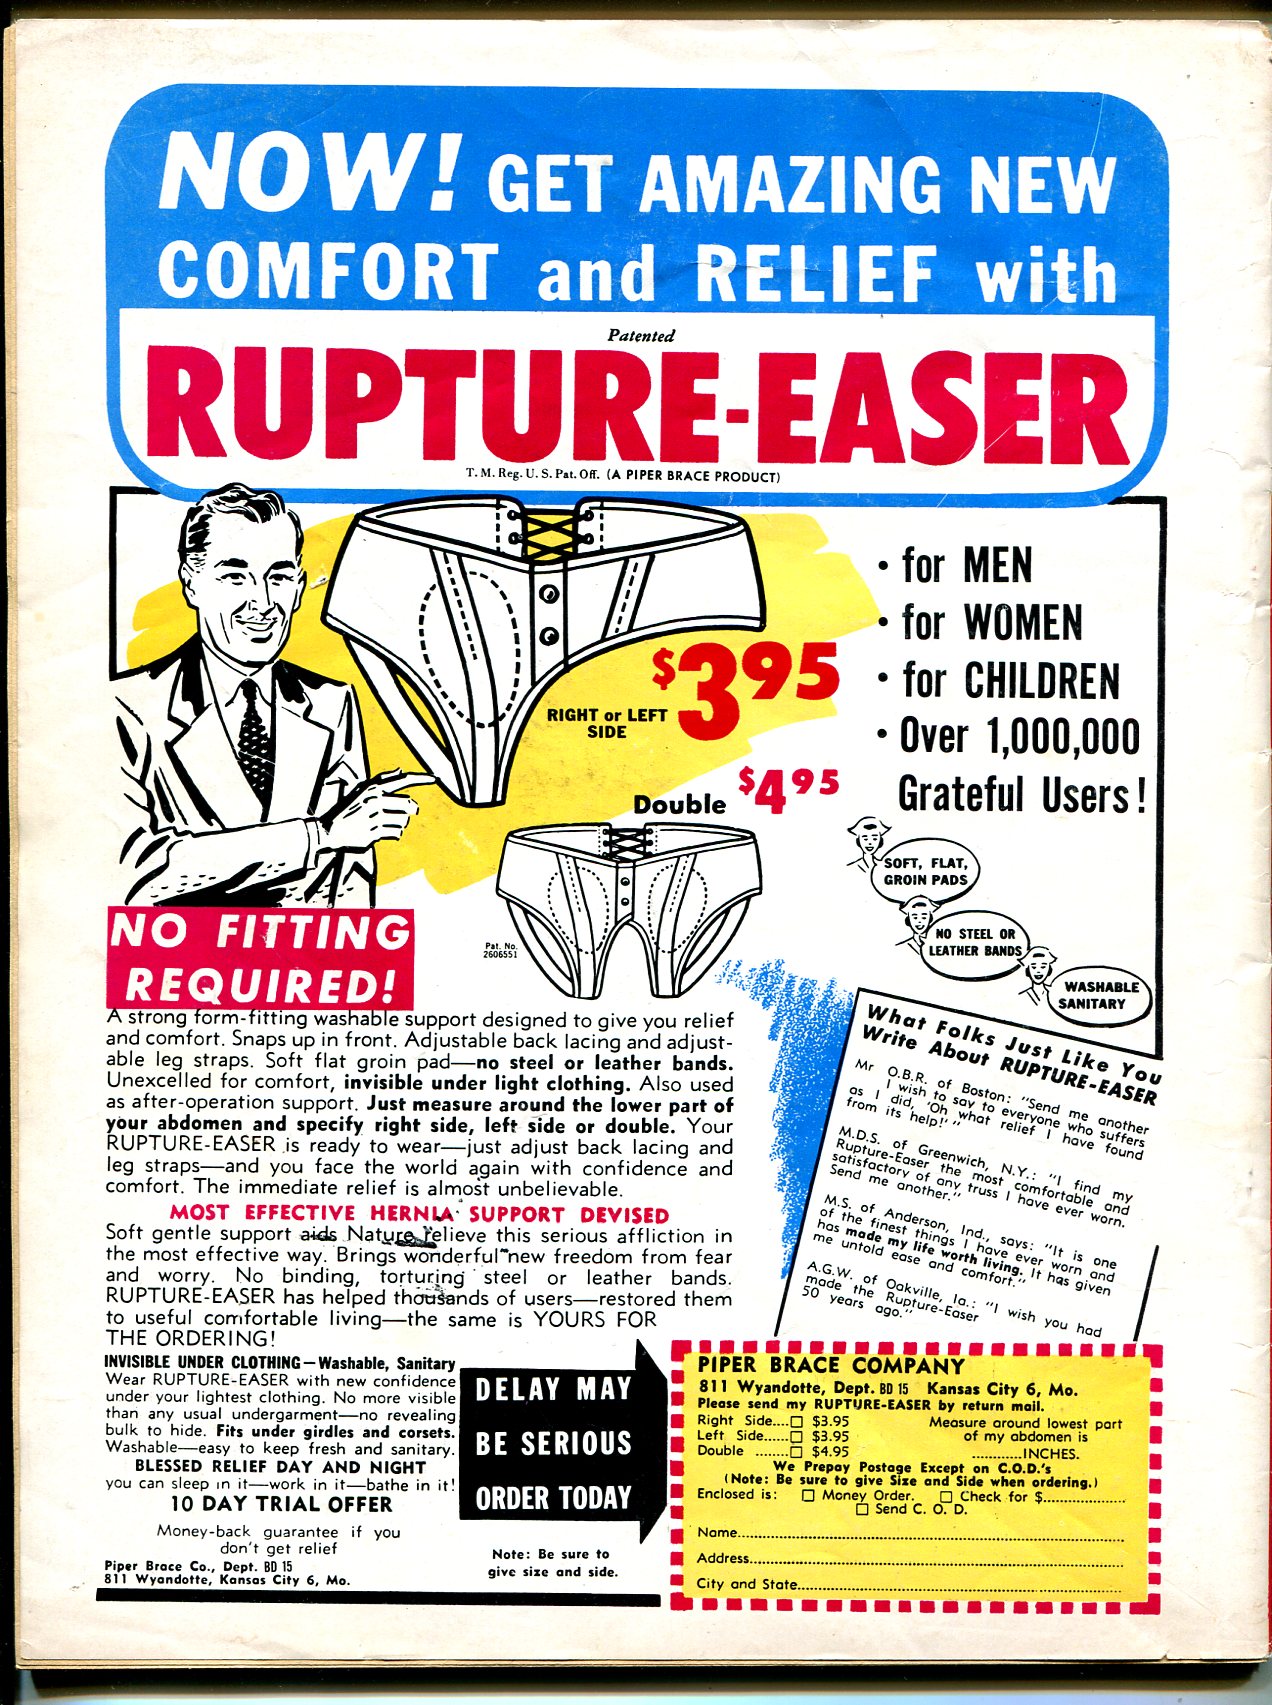 NOW! GET AMAZING NEW
COMFORT and RELIEF with
Patented
RUPTURE-EASER
T. M. Reg. U. S. Pat. Off. (A PIPER BRACE PRODUCT)
• for MEN
• for WOMEN
• for CHILDREN
• Over 1,000,000
Grateful Users!
$3.95
RIGHT or LEFT
SIDE
Double $4.95
Pat. No.
2606551
SOFT, FLAT,
GROIN PADS
NO STEEL OR
LEATHER BANDS
WASHABLE
SANITARY
NO FITTING
REQUIRED!
A strong form-fitting washable support designed to give you relief
and comfort. Snaps up in front. Adjustable back lacing and adjust-
able leg straps. Soft flat groin pad—no steel or leather bands.
Unexcelled for comfort, invisible under light clothing. Also used
as after-operation support. Just measure around the lower part of
your abdomen and specify right side, left side or double. Your
RUPTURE-EASER is ready to wear—just adjust back lacing and
leg straps—and you face the world again with confidence and
comfort. The immediate relief is almost unbelievable.
MOST EFFECTIVE HERNIA SUPPORT DEVISED
Soft gentle support aids Nature relieve this serious affliction in
the most effective way. Brings wonderful new freedom from fear
and worry. No binding, torturing steel or leather bands.
RUPTURE-EASER has helped thousands of users—restored them
to useful comfortable living—the same is YOURS FOR
THE ORDERING!
INVISIBLE UNDER CLOTHING—Washable, Sanitary
Wear RUPTURE-EASER with new confidence
under your lightest clothing. No more visible
than any usual undergarment—no revealing
bulk to hide. Fits under girdles and corsets.
Washable—easy to keep fresh and sanitary.
BLESSED RELIEF DAY AND NIGHT
you can sleep in it—work in it—bathe in it!
10 DAY TRIAL OFFER
Money-back guarantee if you
don't get relief
Piper Brace Co., Dept. BD 15
811 Wyandotte, Kansas City 6, Mo.
DELAY MAY
BE SERIOUS
ORDER TODAY
Note: Be sure to
give size and side.
What Folks Just Like You
Write About RUPTURE-EASER
Mr O.B.R. of Boston: "Send me another
I wish to say to everyone who suffers
as I did, 'Oh what relief I have found
from its help!'"
M.D.S. of Greenwich, N.Y.: "I find my
Rupture-Easer the most comfortable and
satisfactory of any truss I have ever worn.
Send me another."
M.S. of Anderson, Ind., says: "It is one
of the finest things I have ever worn and
has made my life worth living. It has given
me untold ease and comfort."
A.G.W. of Oakville, Ia.: "I wish you had
made the Rupture-Easer
50 years ago."
PIPER BRACE COMPANY
811 Wyandotte, Dept. BD 15 Kansas City 6, Mo.
Please send my RUPTURE-EASER by return mail.
Right Side....☐ $3.95 Measure around lowest part
Left Side......☐ $3.95 of my abdomen is
Double ........☐ $4.95 ............INCHES.
We Prepay Postage Except on C.O.D.'s
(Note: Be sure to give Size and Side when ordering.)
Enclosed is: ☐ Money Order. ☐ Check for $....................
☐ Send C. O. D.
Name....................
Address....................
City and State....................